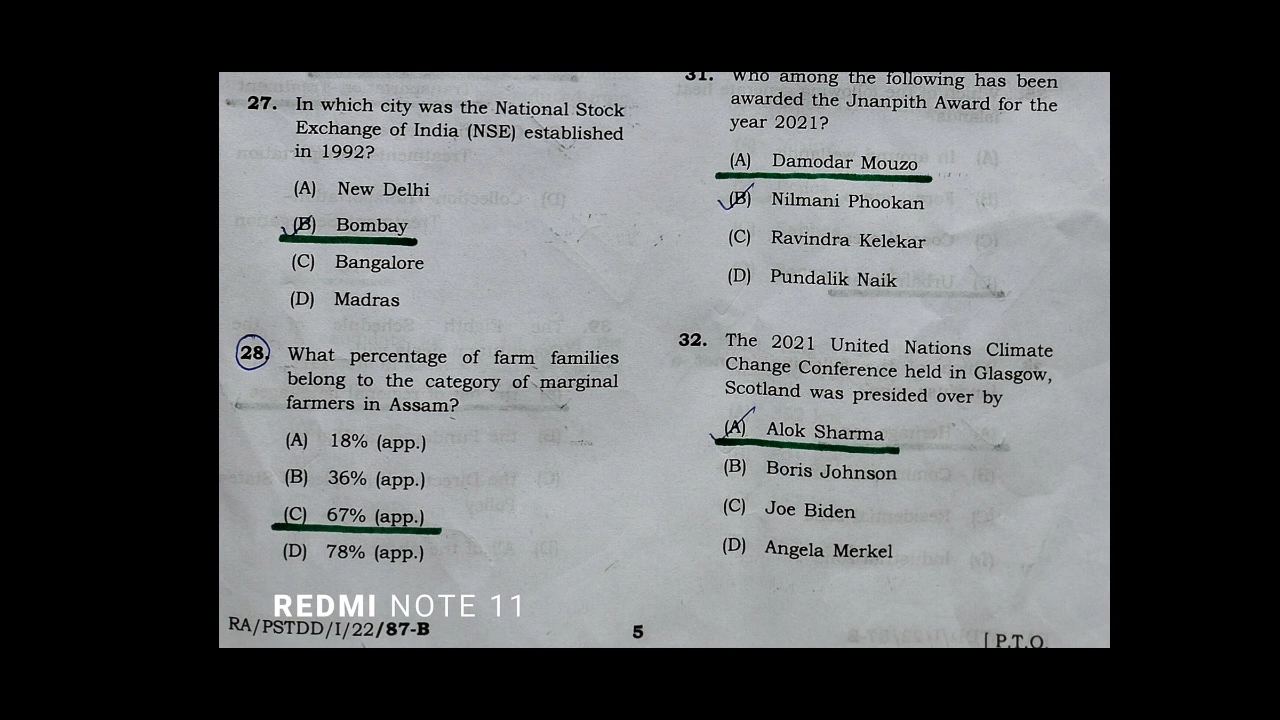 27. In which city was the National Stock
Exchange of India (NSE) established
in 1992?
(A) New Delhi
(B) Bombay
(C) Bangalore
(D) Madras
28. What percentage of farm families
belong to the category of marginal
farmers in Assam?
(A) 18% (app.)
(B) 36% (app.)
(C) 67% (app.)
(D) 78% (app.)
31. Who among the following has been
awarded the Jnanpith Award for the
year 2021?
(A) Damodar Mouzo
(B) Nilmani Phookan
(C) Ravindra Kelekar
(D) Pundalik Naik
32. The 2021 United Nations Climate
Change Conference held in Glasgow,
Scotland was presided over by
(A) Alok Sharma
(B) Boris Johnson
(C) Joe Biden
(D) Angela Merkel
REDMI NOTE 11
RA/PSTDD/I/22/87-B
5
[ P.T.O.